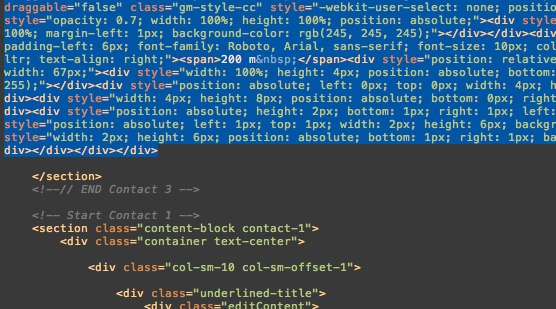 draggable="false" class="gm-style-cc" style="-webkit-user-select: none; position
style="opacity: 0.7; width: 100%; height: 100%; position: absolute;"><div style=
100%; margin-left: 1px; background-color: rgb(245, 245, 245);"></div></div><div
padding-left: 6px; font-family: Roboto, Arial, sans-serif; font-size: 10px; col
ltr; text-align: right;"><span>200 m&nbsp;</span><div style="position: relative
width: 67px;"><div style="width: 100%; height: 4px; position: absolute; bottom:
255);"></div><div style="position: absolute; left: 0px; top: 0px; width: 4px; h
div><div style="width: 4px; height: 8px; position: absolute; bottom: 0px; right
div><div style="position: absolute; height: 2px; bottom: 1px; right: 1px; left:
style="position: absolute; left: 1px; top: 1px; width: 2px; height: 6px; backgr
style="width: 2px; height: 6px; position: absolute; bottom: 1px; right: 1px; ba
div></div></div></div>
</section>
<!--// END Contact 3 -->
<!-- Start Contact 1 -->
<section class="content-block contact-1">
<div class="container text-center">
<div class="col-sm-10 col-sm-offset-1">
<div class="underlined-title">
<div class="editContent">